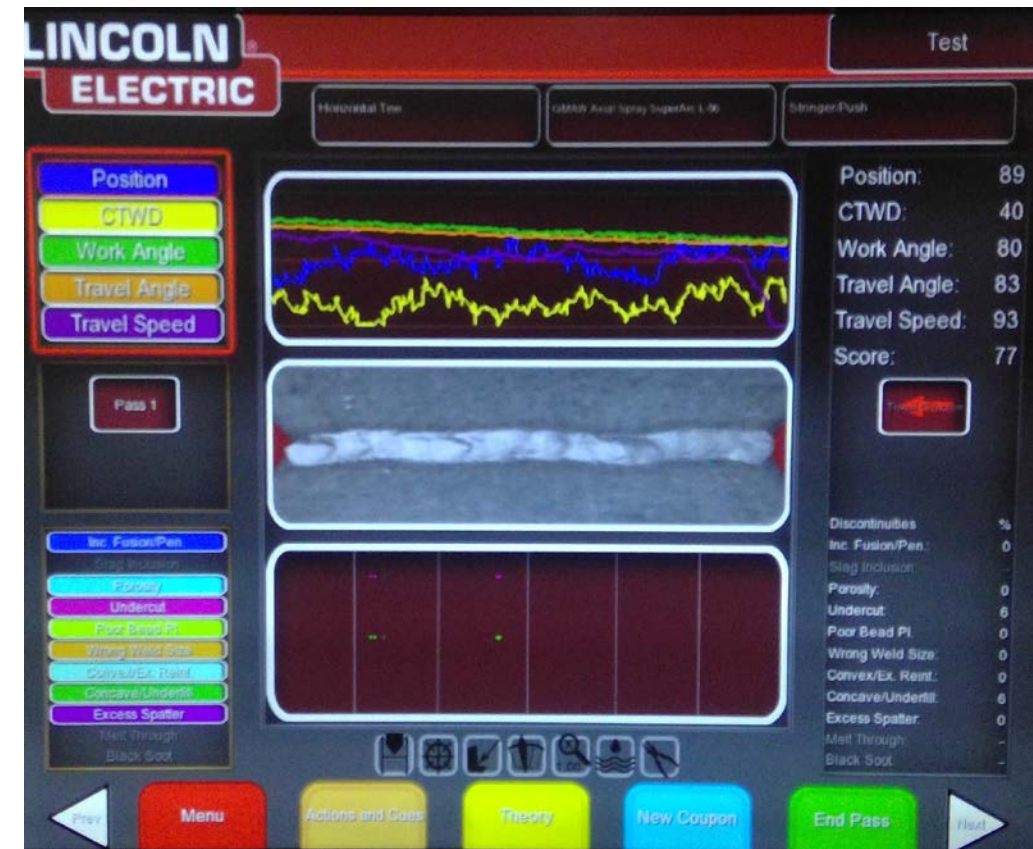 LINCOLN®
ELECTRIC
Test
Horizontal Tee
GMAW Axial Spray SuperArc L-56
Stringer/Push
Position
CTWD
Work Angle
Travel Angle
Travel Speed
Pass 1
Inc. Fusion/Pen.
Slag Inclusion
Porosity
Undercut
Poor Bead Pl.
Wrong Weld Size
Convex/Ex. Reint.
Concave/Underfill
Excess Spatter
Melt Through
Black Soot
Position: 89
CTWD: 40
Work Angle: 80
Travel Angle: 83
Travel Speed: 93
Score: 77
Discontinuities %
Inc. Fusion/Pen.: 0
Slag Inclusion: -
Porosity: 0
Undercut: 6
Poor Bead Pl. 0
Wrong Weld Size: 0
Convex/Ex. Reint.: 0
Concave/Underfill: 6
Excess Spatter: 0
Melt Through: -
Black Soot: -
1.00
Prev
Menu
Actions and Cues
Theory
New Coupon
End Pass
Next